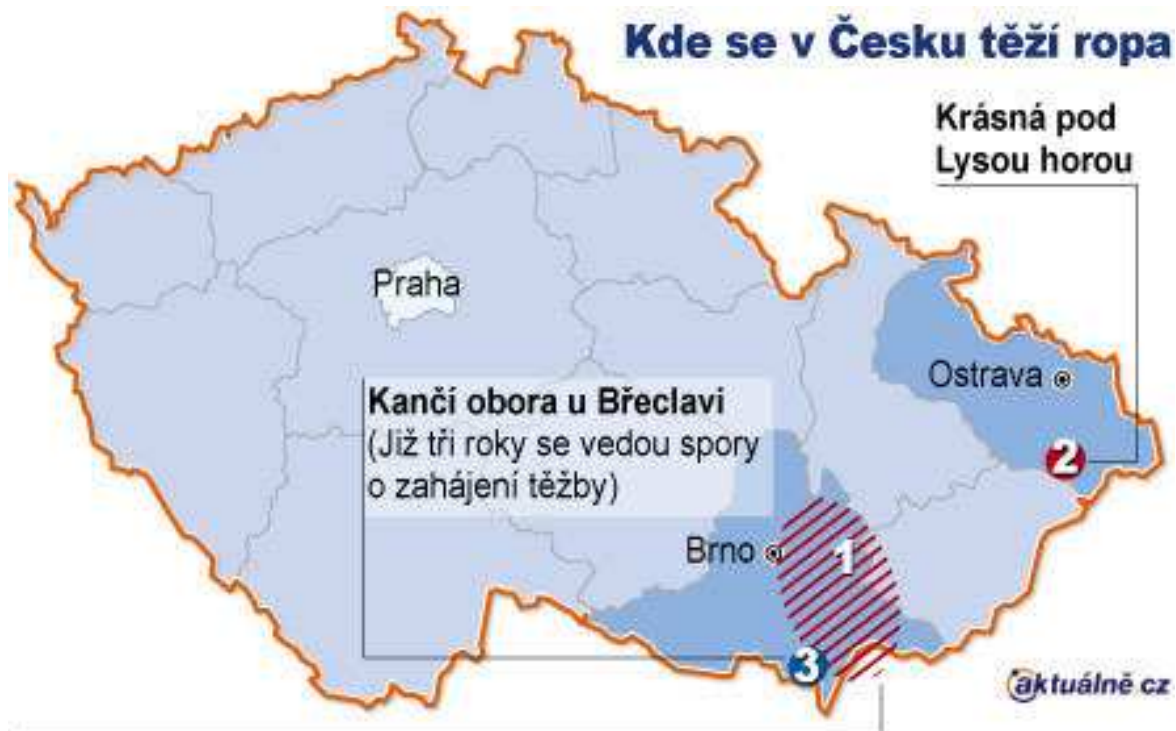 Kde se v Česku těží ropa
Krásná pod
Lysou horou
Praha
Ostrava
2
Kančí obora u Břeclavi
(Již tři roky se vedou spory
o zahájení těžby)
Brno
1
3
aktuálně cz